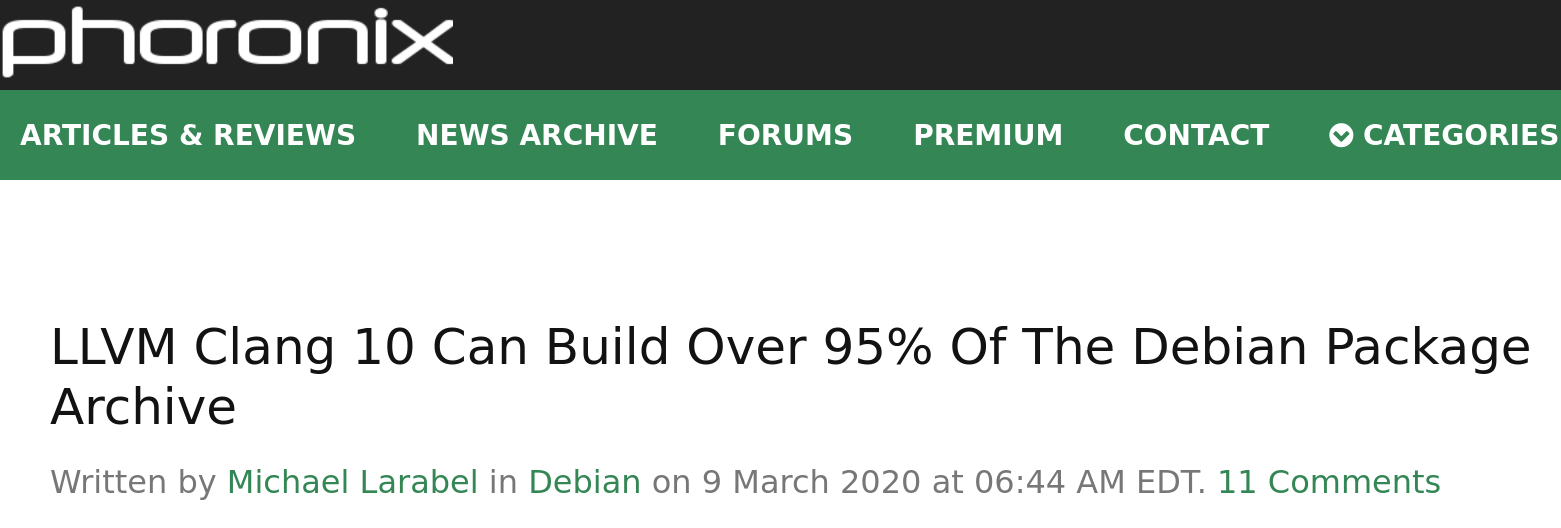 phoronix
ARTICLES & REVIEWS NEWS ARCHIVE FORUMS PREMIUM CONTACT CATEGORIES
LLVM Clang 10 Can Build Over 95% Of The Debian Package
Archive
Written by Michael Larabel in Debian on 9 March 2020 at 06:44 AM EDT. 11 Comments